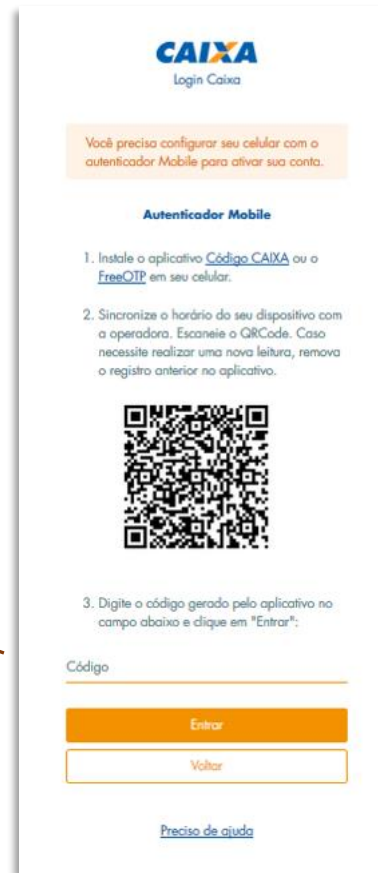 CAIXA
Login Caixa
Você precisa configurar seu celular com o
autenticador Mobile para ativar sua conta.
Autenticador Mobile
1. Instale o aplicativo Código CAIXA ou o
FreeOTP em seu celular.
2. Sincronize o horário do seu dispositivo com
a operadora. Escaneie o QRCode. Caso
necessite realizar uma nova leitura, remova
o registro anterior no aplicativo.
3. Digite o código gerado pelo aplicativo no
campo abaixo e clique em "Entrar":
Código
Entrar
Voltar
Preciso de ajuda